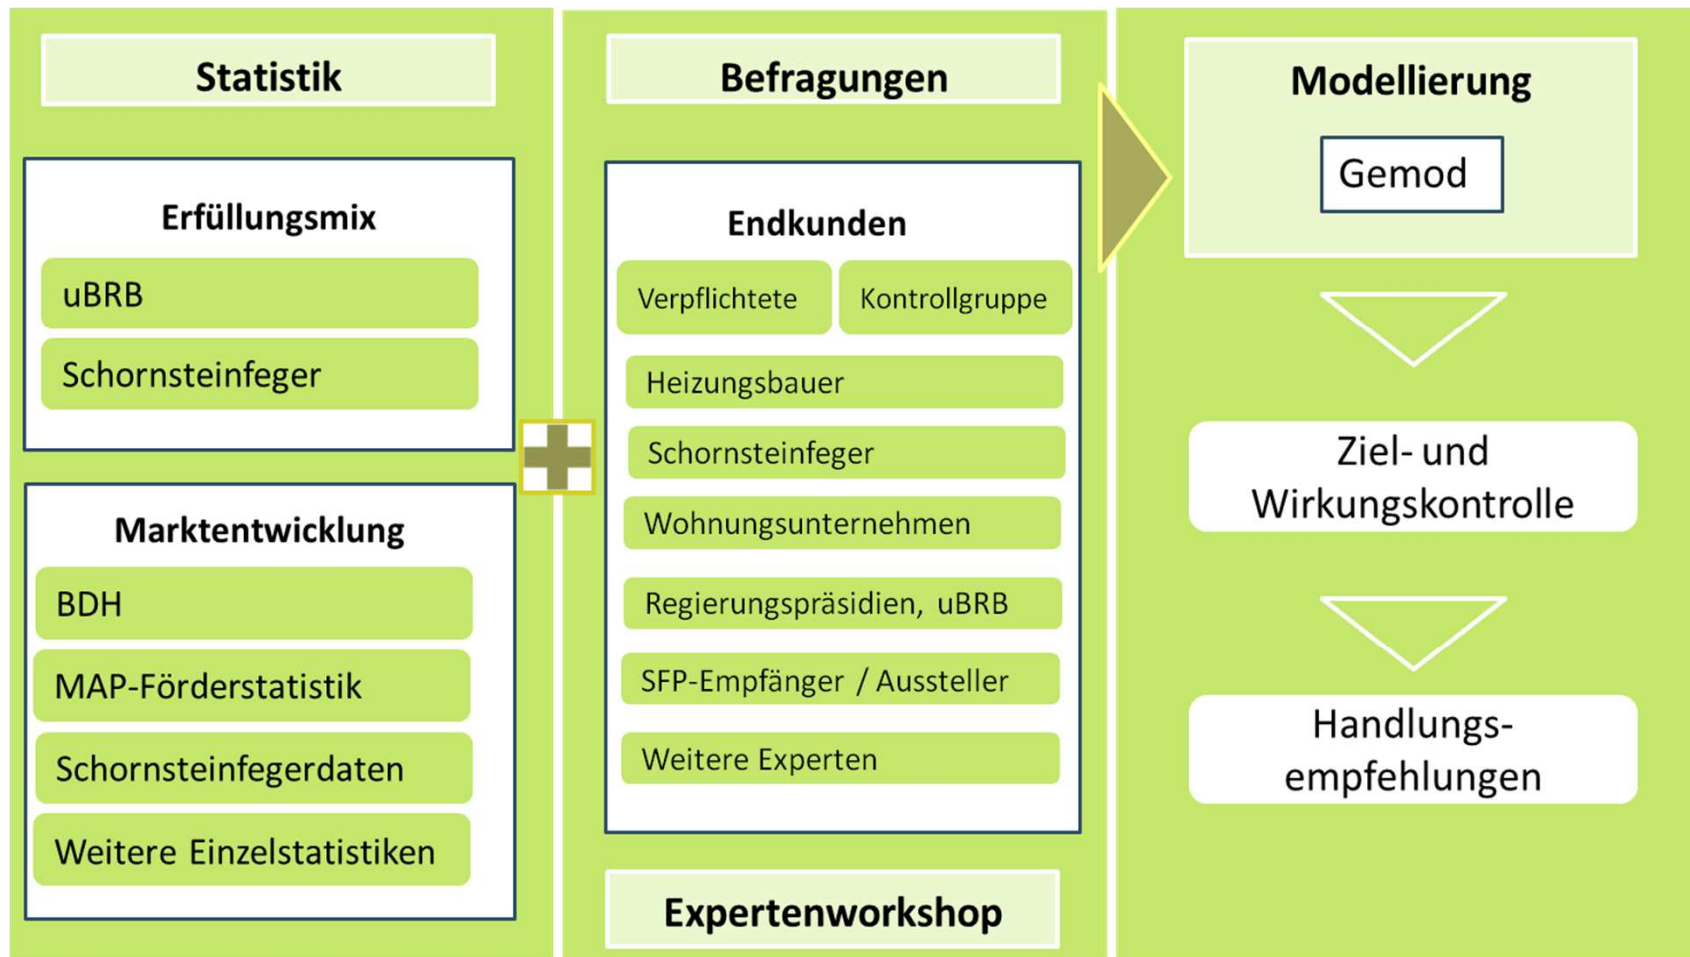 Statistik
Erfüllungsmix
uBRB
Schornsteinfeger
Marktentwicklung
BDH
MAP-Förderstatistik
Schornsteinfegerdaten
Weitere Einzelstatistiken
Befragungen
Endkunden
Verpflichtete
Kontrollgruppe
Heizungsbauer
Schornsteinfeger
Wohnungsunternehmen
Regierungspräsidien, uBRB
SFP-Empfänger / Aussteller
Weitere Experten
Expertenworkshop
Modellierung
Gemod
Ziel- und
Wirkungskontrolle
Handlungs-
empfehlungen